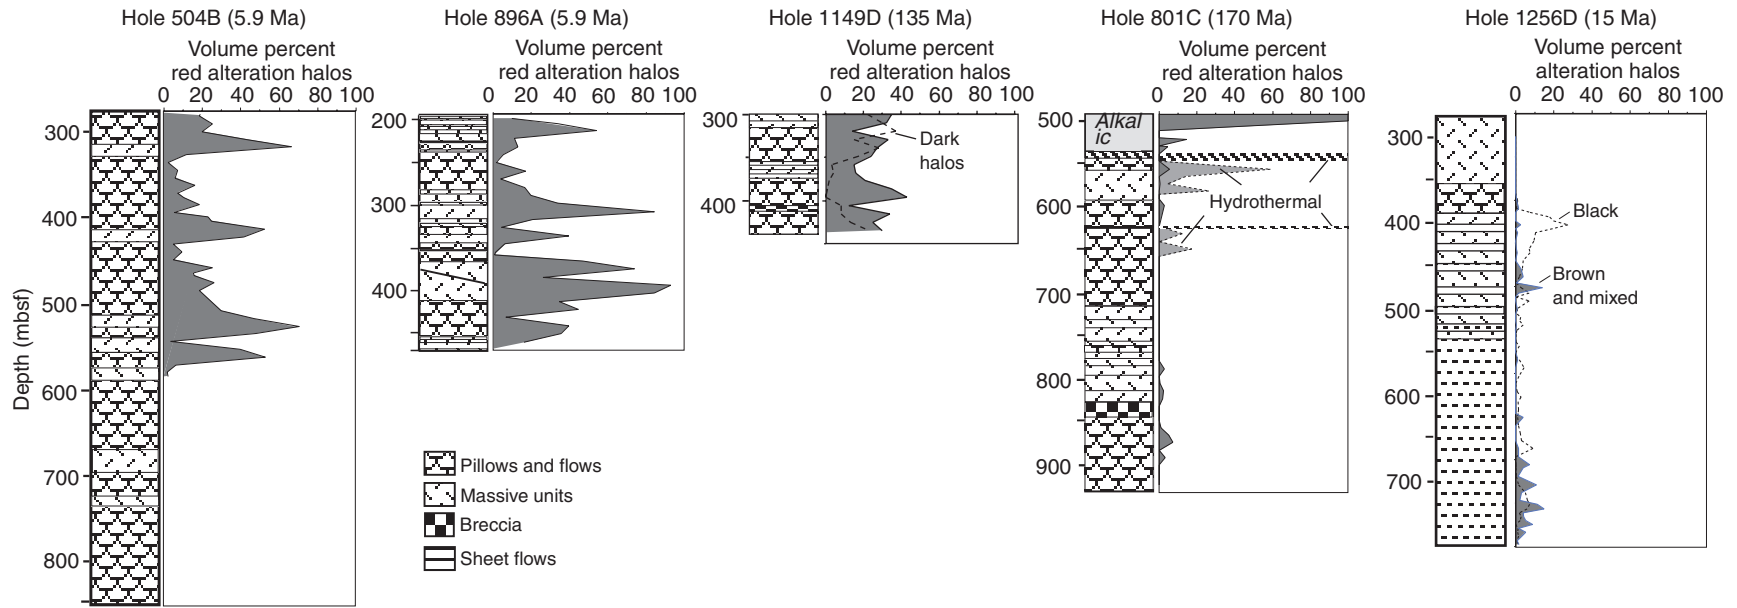 Hole 504B (5.9 Ma)
Volume percent
red alteration halos
0 20 40 60 80 100
Depth (mbsf)
300
400
500
600
700
800
Hole 896A (5.9 Ma)
Volume percent
red alteration halos
0 20 40 60 80 100
200
300
400
Hole 1149D (135 Ma)
Volume percent
red alteration halos
0 20 40 60 80 100
300
400
Dark
halos
Hole 801C (170 Ma)
Volume percent
red alteration halos
0 20 40 60 80 100
500
600
700
800
900
Alkal
ic
Hydrothermal
Hole 1256D (15 Ma)
Volume percent
alteration halos
0 20 40 60 80 100
300
400
500
600
700
Black
Brown
and mixed
Pillows and flows
Massive units
Breccia
Sheet flows